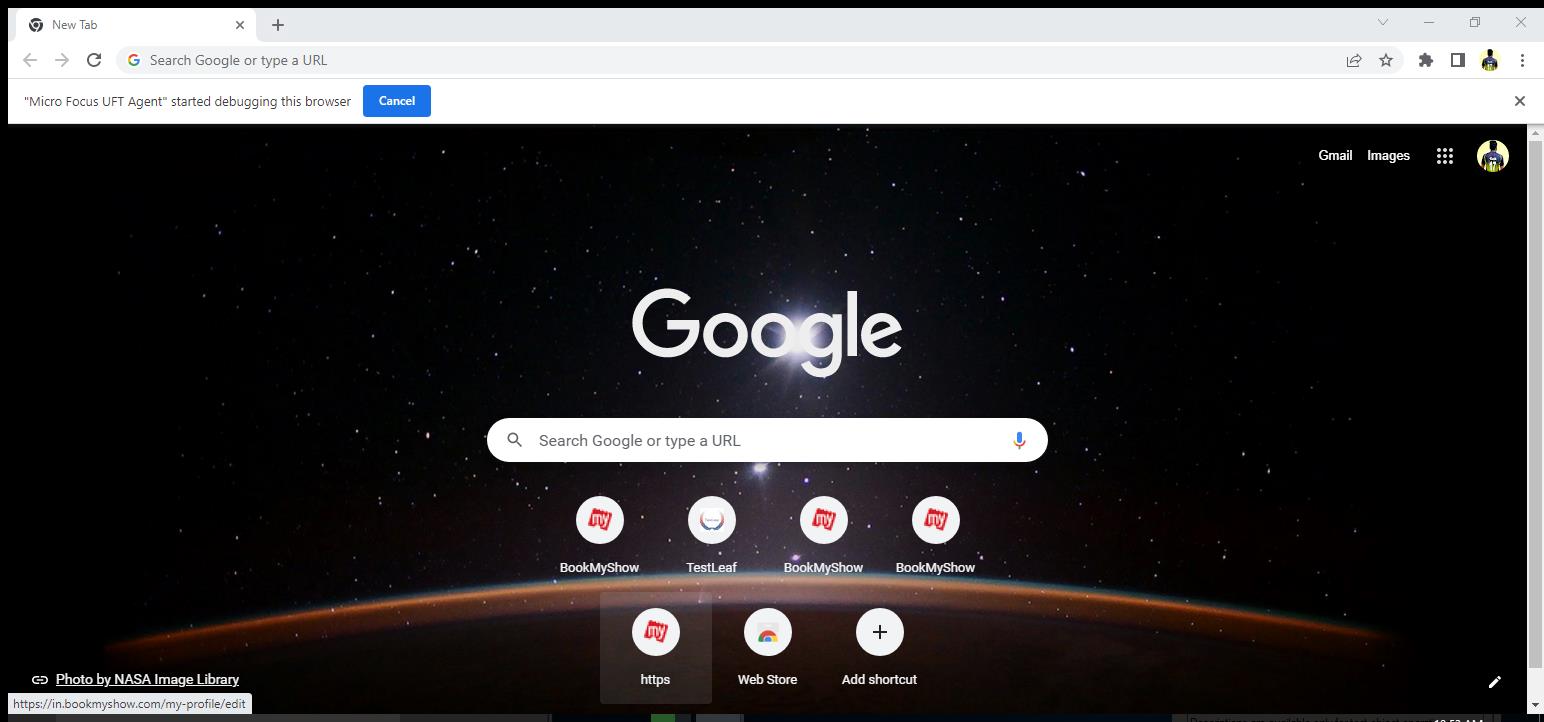 New Tab
Search Google or type a URL
"Micro Focus UFT Agent" started debugging this browser Cancel
Gmail Images
Google
Search Google or type a URL
BookMyShow TestLeaf BookMyShow BookMyShow
https Web Store Add shortcut
Photo by NASA Image Library
https://in.bookmyshow.com/my-profile/edit